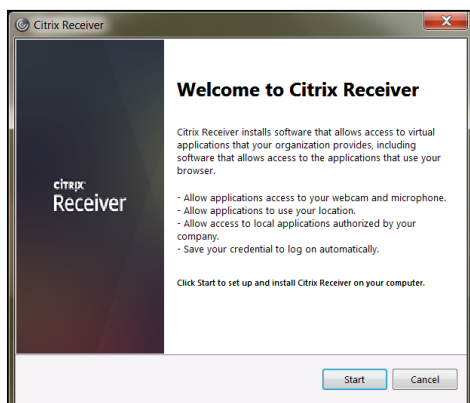 Citrix Receiver
Welcome to Citrix Receiver
Citrix Receiver installs software that allows access to virtual
applications that your organization provides, including
software that allows access to the applications that use your
browser.
- Allow applications access to your webcam and microphone.
- Allow applications to use your location.
- Allow access to local applications authorized by your
company.
- Save your credential to log on automatically.
Click Start to set up and install Citrix Receiver on your computer.
CITRIX
Receiver
Start Cancel